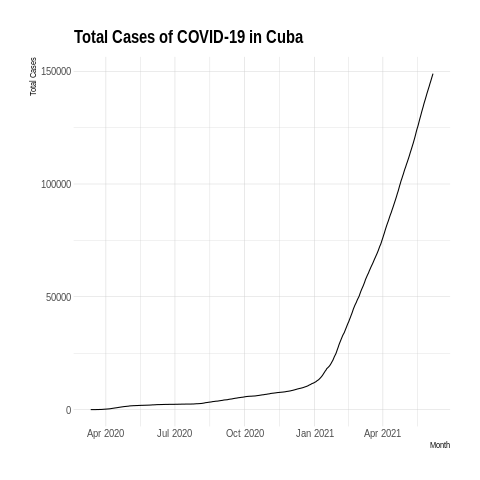 Total Cases of COVID-19 in Cuba
Total Cases
150000
100000
50000
0
Apr 2020 Jul 2020 Oct 2020 Jan 2021 Apr 2021
Month